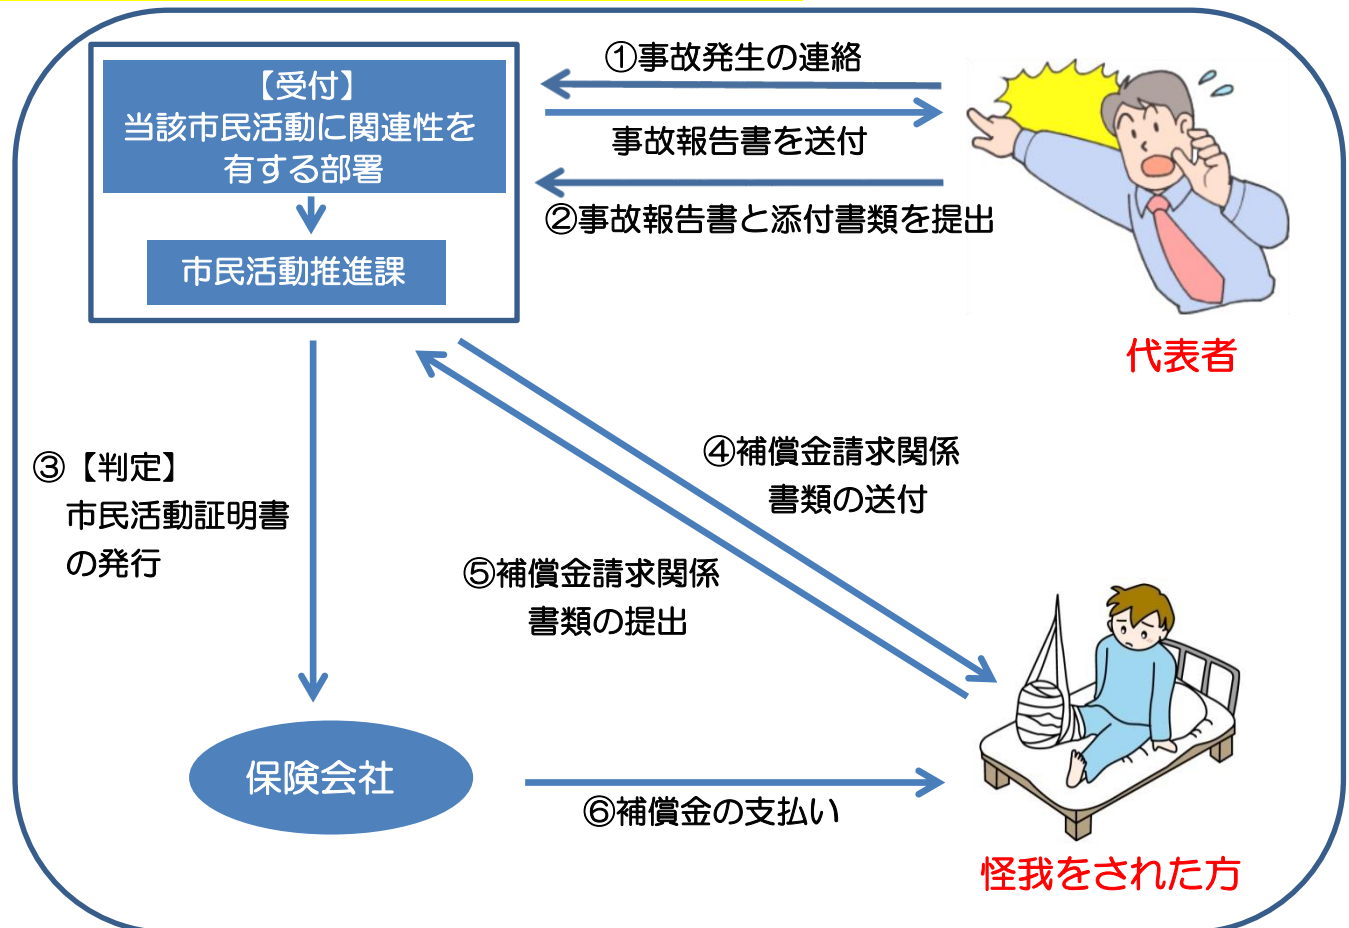 【受付】
当該市民活動に関連性を
有する部署
市民活動推進課
①事故発生の連絡
事故報告書を送付
②事故報告書と添付書類を提出
代表者
③【判定】
市民活動証明書
の発行
④補償金請求関係
書類の送付
⑤補償金請求関係
書類の提出
保険会社
⑥補償金の支払い
怪我をされた方